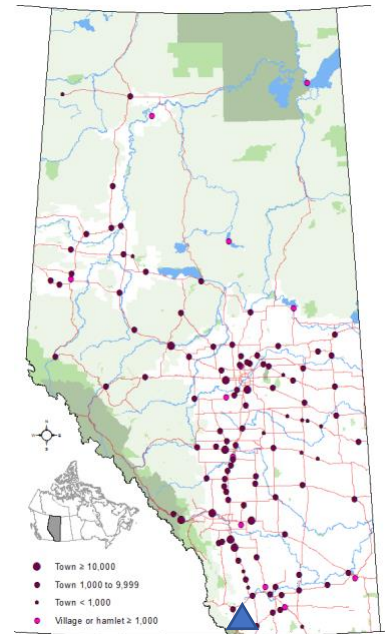 Town ≥ 10,000
Town 1,000 to 9,999
Town < 1,000
Village or hamlet ≥ 1,000